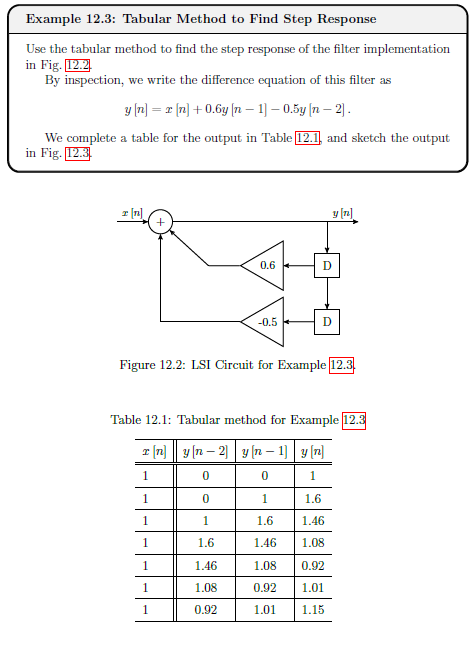 Example 12.3: Tabular Method to Find Step Response
Use the tabular method to find the step response of the filter implementation
in Fig. 12.2.
By inspection, we write the difference equation of this filter as
y [n] = x [n] + 0.6y [n − 1] − 0.5y [n − 2] .
We complete a table for the output in Table 12.1, and sketch the output
in Fig. 12.3.
x [n] y [n]
+
0.6 D
-0.5 D
Figure 12.2: LSI Circuit for Example 12.3.
Table 12.1: Tabular method for Example 12.3
x [n] y [n − 2] y [n − 1] y [n]
1 0 0 1
1 0 1 1.6
1 1 1.6 1.46
1 1.6 1.46 1.08
1 1.46 1.08 0.92
1 1.08 0.92 1.01
1 0.92 1.01 1.15